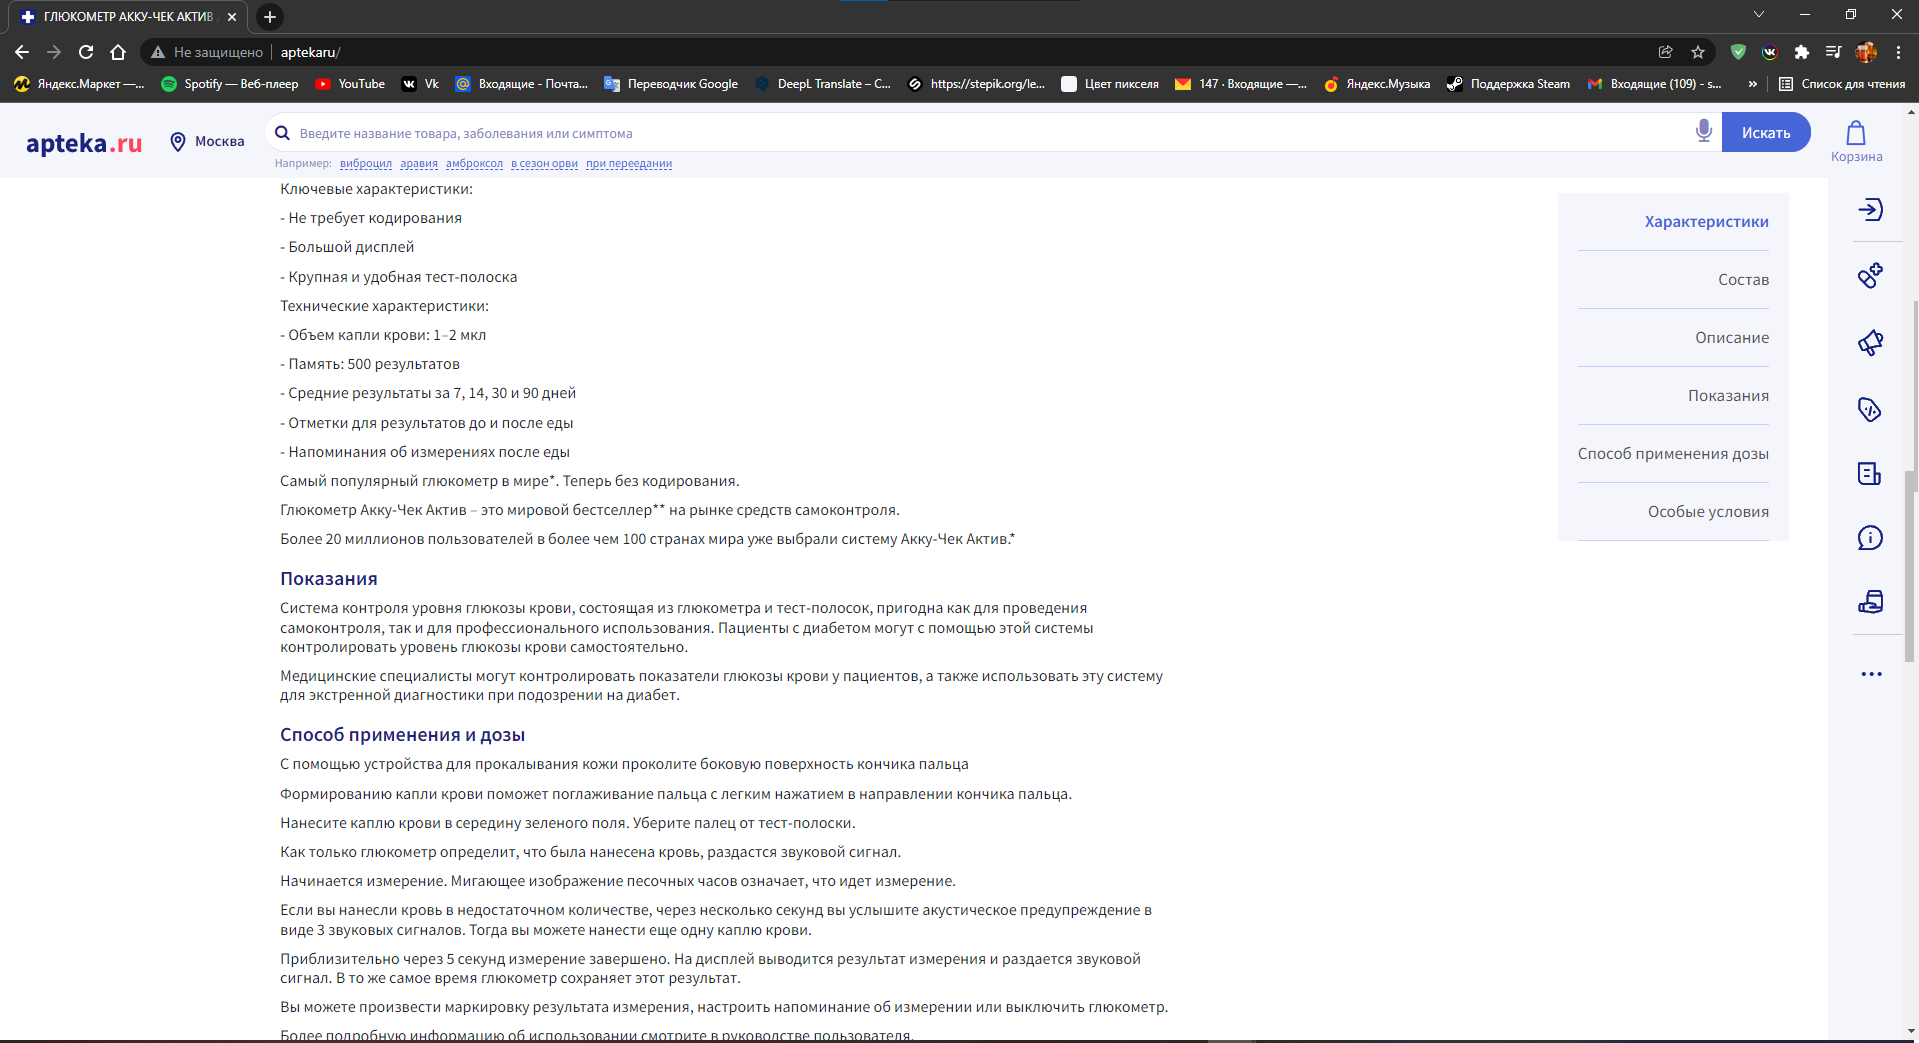 ГЛЮКОМЕТР АККУ-ЧЕК АКТИВ
Не защищено aptekaru/
Яндекс.Маркет —... Spotify — Веб-плеер YouTube Vk Входящие - Почта... Переводчик Google DeepL Translate – C... https://stepik.org/le... Цвет пикселя 147 · Входящие —... Яндекс.Музыка Поддержка Steam Входящие (109) - s... » Список для чтения
apteka.ru Москва Введите название товара, заболевания или симптома Искать Корзина
Например: виброцил аравия амброксол в сезон орви при переедании
Ключевые характеристики:
- Не требует кодирования
- Большой дисплей
- Крупная и удобная тест-полоска
Технические характеристики:
- Объем капли крови: 1–2 мкл
- Память: 500 результатов
- Средние результаты за 7, 14, 30 и 90 дней
- Отметки для результатов до и после еды
- Напоминания об измерениях после еды
Самый популярный глюкометр в мире*. Теперь без кодирования.
Глюкометр Акку-Чек Актив – это мировой бестселлер** на рынке средств самоконтроля.
Более 20 миллионов пользователей в более чем 100 странах мира уже выбрали систему Акку-Чек Актив.*
Показания
Система контроля уровня глюкозы крови, состоящая из глюкометра и тест-полосок, пригодна как для проведения
самоконтроля, так и для профессионального использования. Пациенты с диабетом могут с помощью этой системы
контролировать уровень глюкозы крови самостоятельно.
Медицинские специалисты могут контролировать показатели глюкозы крови у пациентов, а также использовать эту систему
для экстренной диагностики при подозрении на диабет.
Способ применения и дозы
С помощью устройства для прокалывания кожи проколите боковую поверхность кончика пальца
Формированию капли крови поможет поглаживание пальца с легким нажатием в направлении кончика пальца.
Нанесите каплю крови в середину зеленого поля. Уберите палец от тест-полоски.
Как только глюкометр определит, что была нанесена кровь, раздастся звуковой сигнал.
Начинается измерение. Мигающее изображение песочных часов означает, что идет измерение.
Если вы нанесли кровь в недостаточном количестве, через несколько секунд вы услышите акустическое предупреждение в
виде 3 звуковых сигналов. Тогда вы можете нанести еще одну каплю крови.
Приблизительно через 5 секунд измерение завершено. На дисплей выводится результат измерения и раздается звуковой
сигнал. В то же самое время глюкометр сохраняет этот результат.
Вы можете произвести маркировку результата измерения, настроить напоминание об измерении или выключить глюкометр.
Более подробную информацию об использовании смотрите в руководстве пользователя.
Характеристики
Состав
Описание
Показания
Способ применения дозы
Особые условия